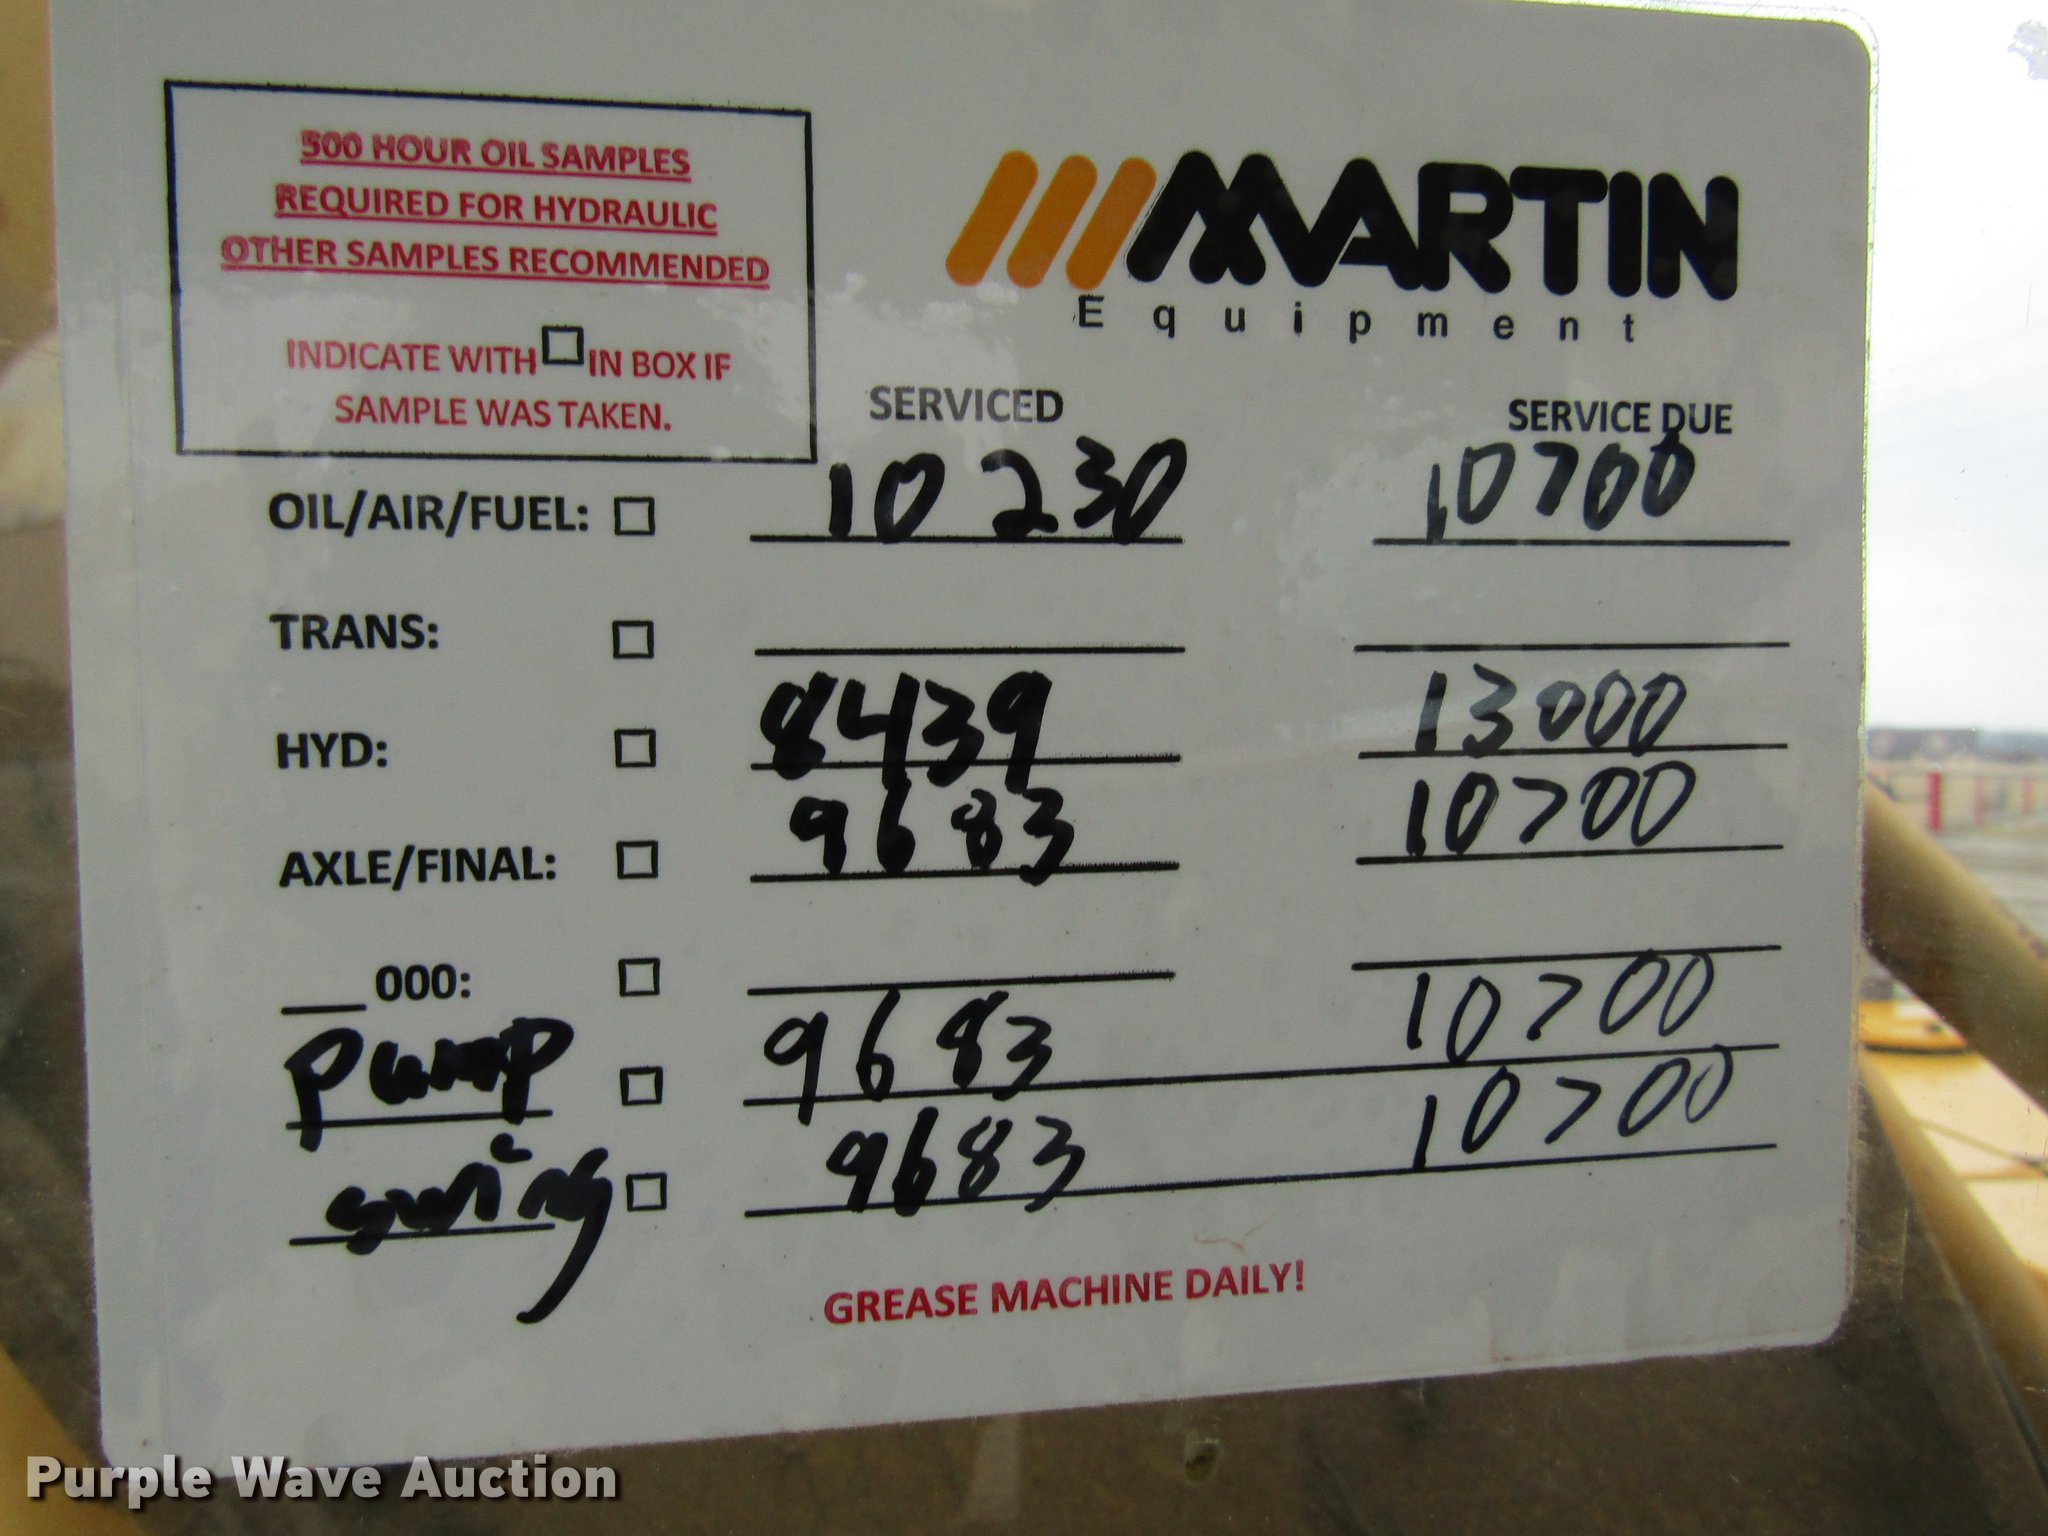 500 HOUR OIL SAMPLES
REQUIRED FOR HYDRAULIC
OTHER SAMPLES RECOMMENDED
INDICATE WITH □ IN BOX IF
SAMPLE WAS TAKEN.
MARTIN
Equipment
SERVICED SERVICE DUE
OIL/AIR/FUEL: □ 10230 10700
TRANS: □
HYD: □ 8439 13000
AXLE/FINAL: □ 9683 10700
___000: □
pump □ 9683 10700
swing □ 9683 10700
GREASE MACHINE DAILY!
Purple Wave Auction